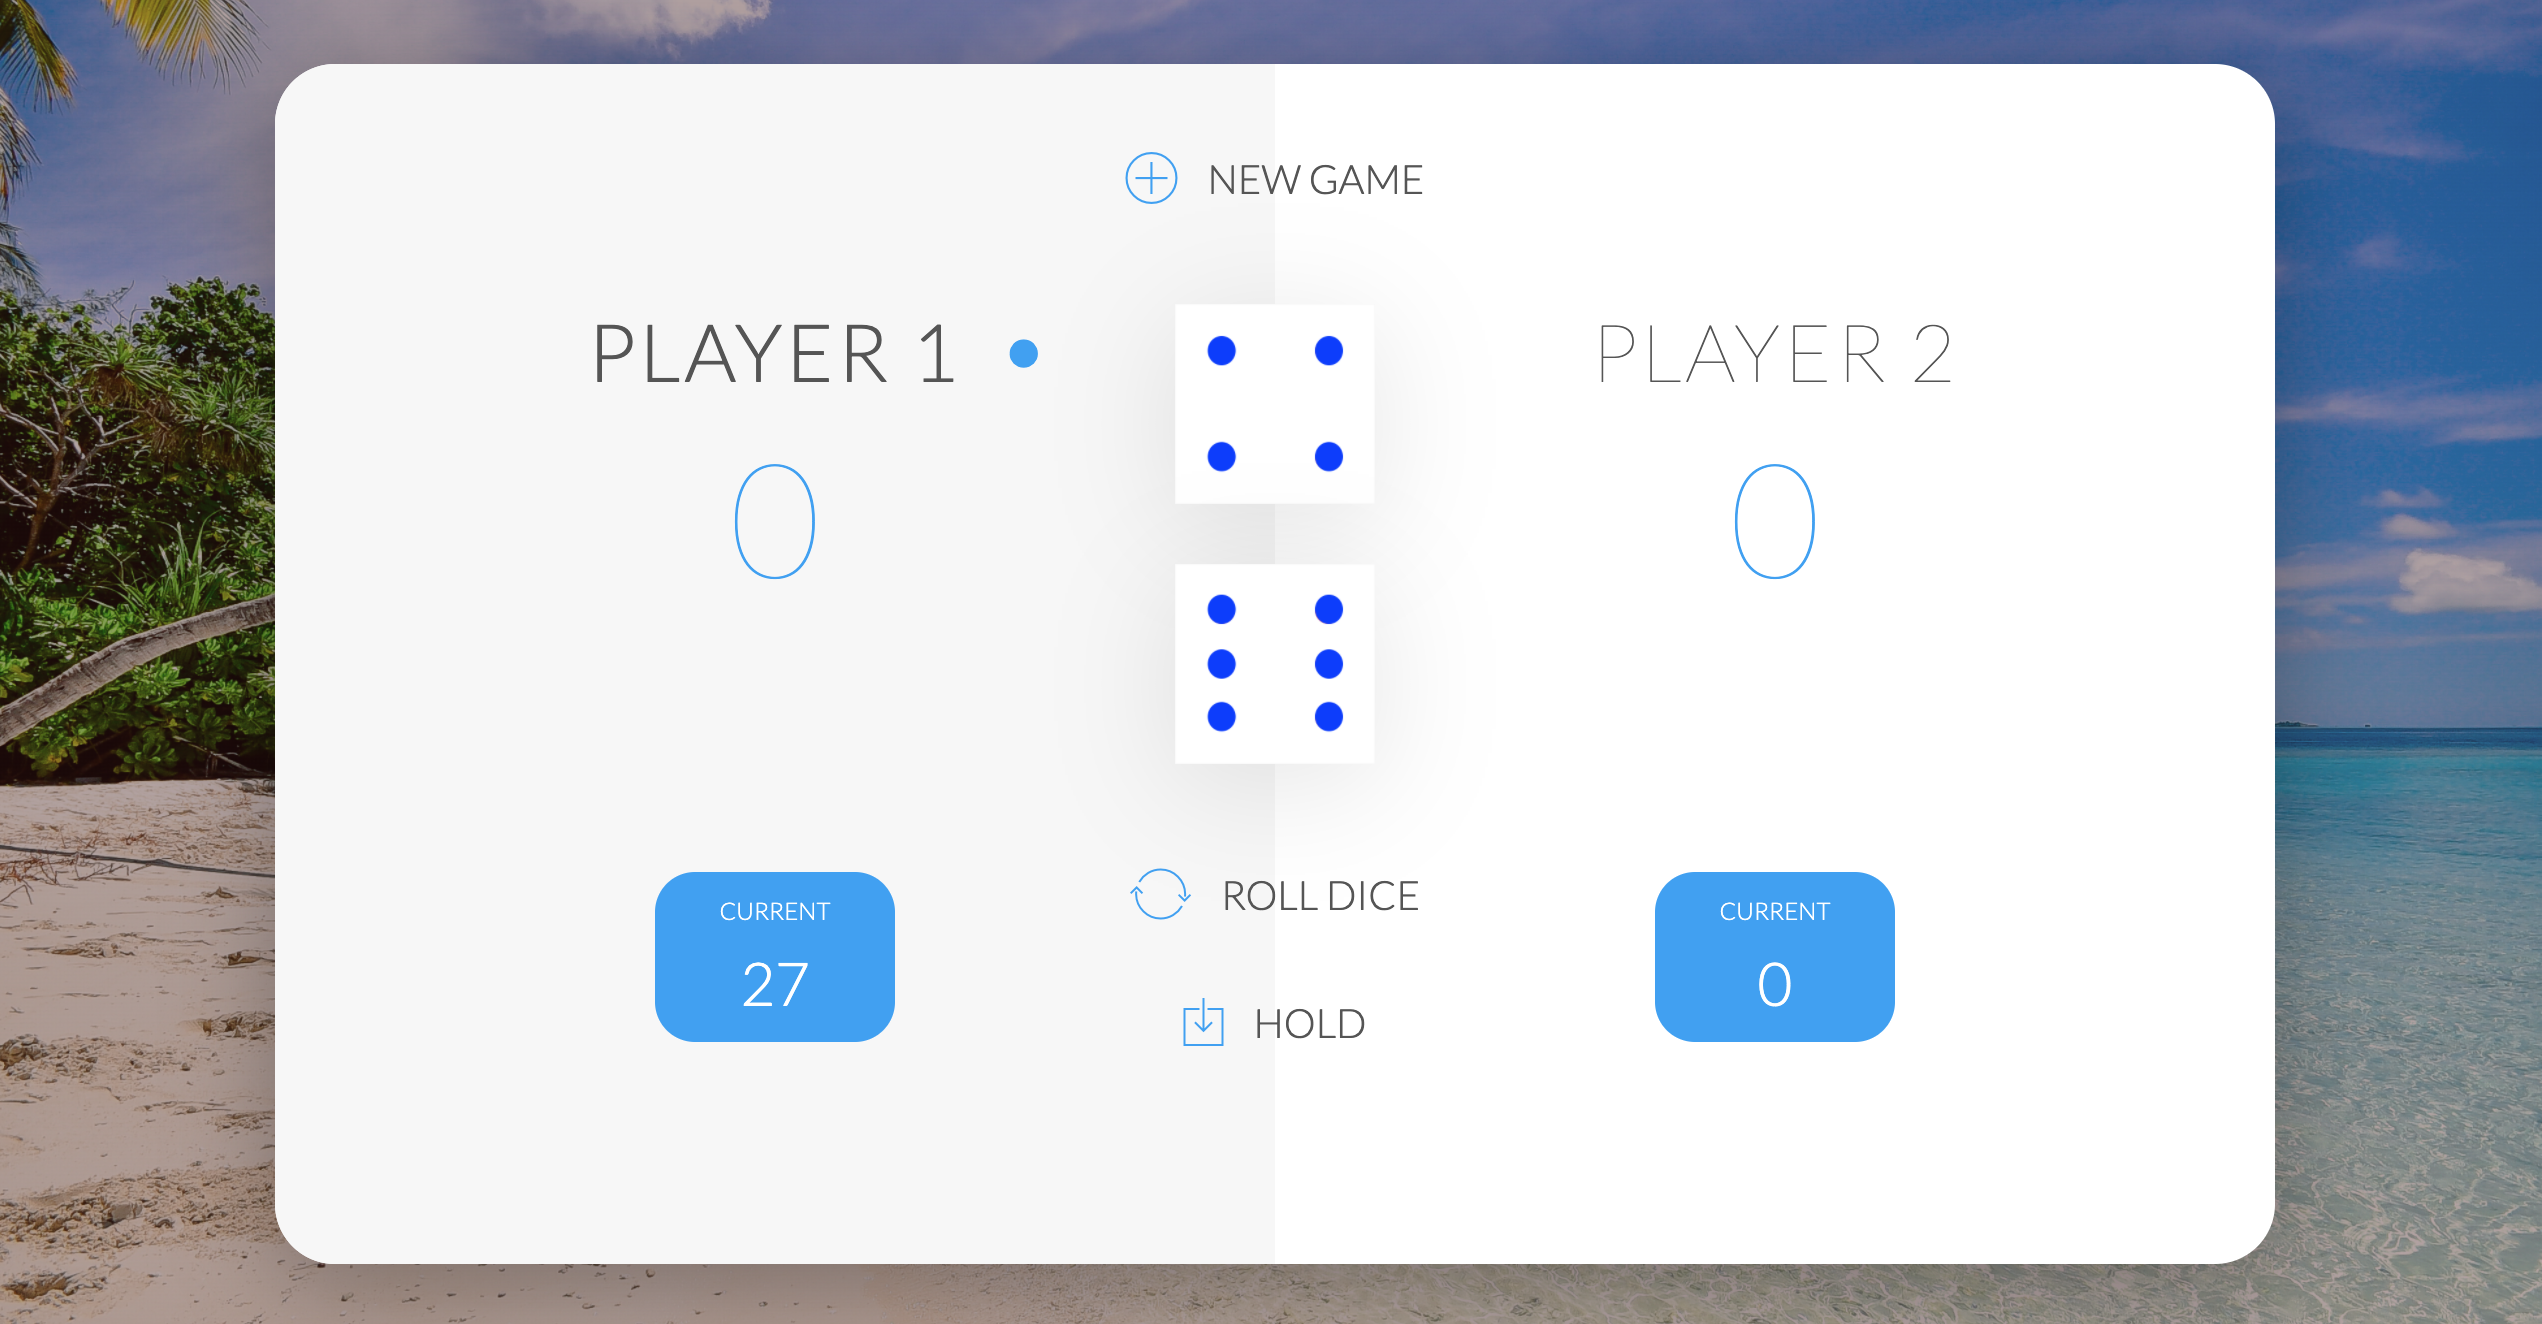 NEW GAME
PLAYER 1
0
PLAYER 2
0
CURRENT
27
ROLL DICE
HOLD
CURRENT
0